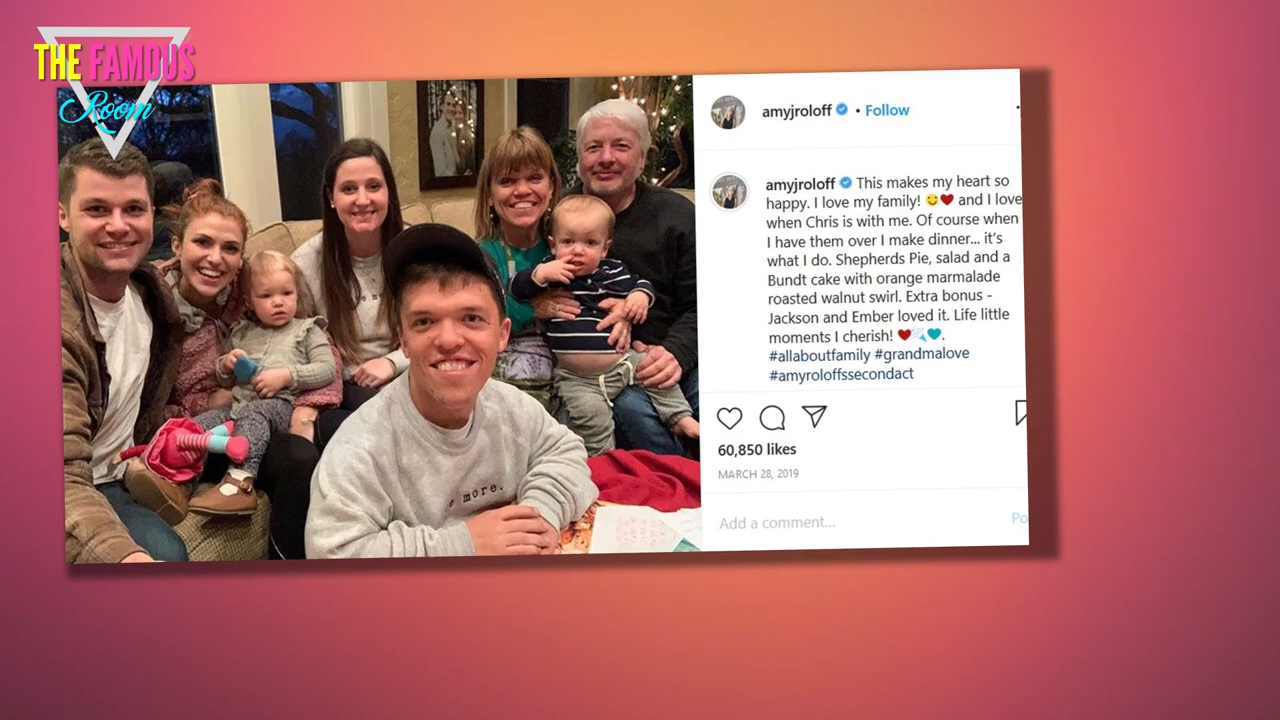 THE FAMOUS
Room
amyjroloff • Follow
amyjroloff This makes my heart so
happy. I love my family! 😊❤️ and I love
when Chris is with me. Of course when
I have them over I make dinner... it's
what I do. Shepherds Pie, salad and a
Bundt cake with orange marmalade
roasted walnut swirl. Extra bonus -
Jackson and Ember loved it. Life little
moments I cherish!
#allaboutfamily #grandmalove
#amyroloffssecondact
60,850 likes
MARCH 28, 2019
Add a comment...
Po
e more.